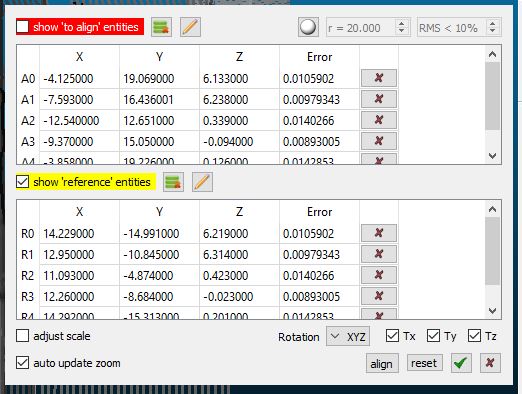 show 'to align' entities r = 20.000 RMS < 10%
X Y Z Error
A0 -4.125000 19.069000 6.133000 0.0105902
A1 -7.593000 16.436001 6.238000 0.00979343
A2 -12.540000 12.651000 0.339000 0.0140266
A3 -9.370000 15.050000 -0.094000 0.00893005
A4 -3.858000 19.226000 0.126000 0.0142853
show 'reference' entities
X Y Z Error
R0 14.229000 -14.991000 6.219000 0.0105902
R1 12.950000 -10.845000 6.314000 0.00979343
R2 11.093000 -4.874000 0.423000 0.0140266
R3 12.260000 -8.684000 -0.023000 0.00893005
R4 14.292000 -15.313000 0.201000 0.0142853
adjust scale Rotation XYZ Tx Ty Tz
auto update zoom align reset